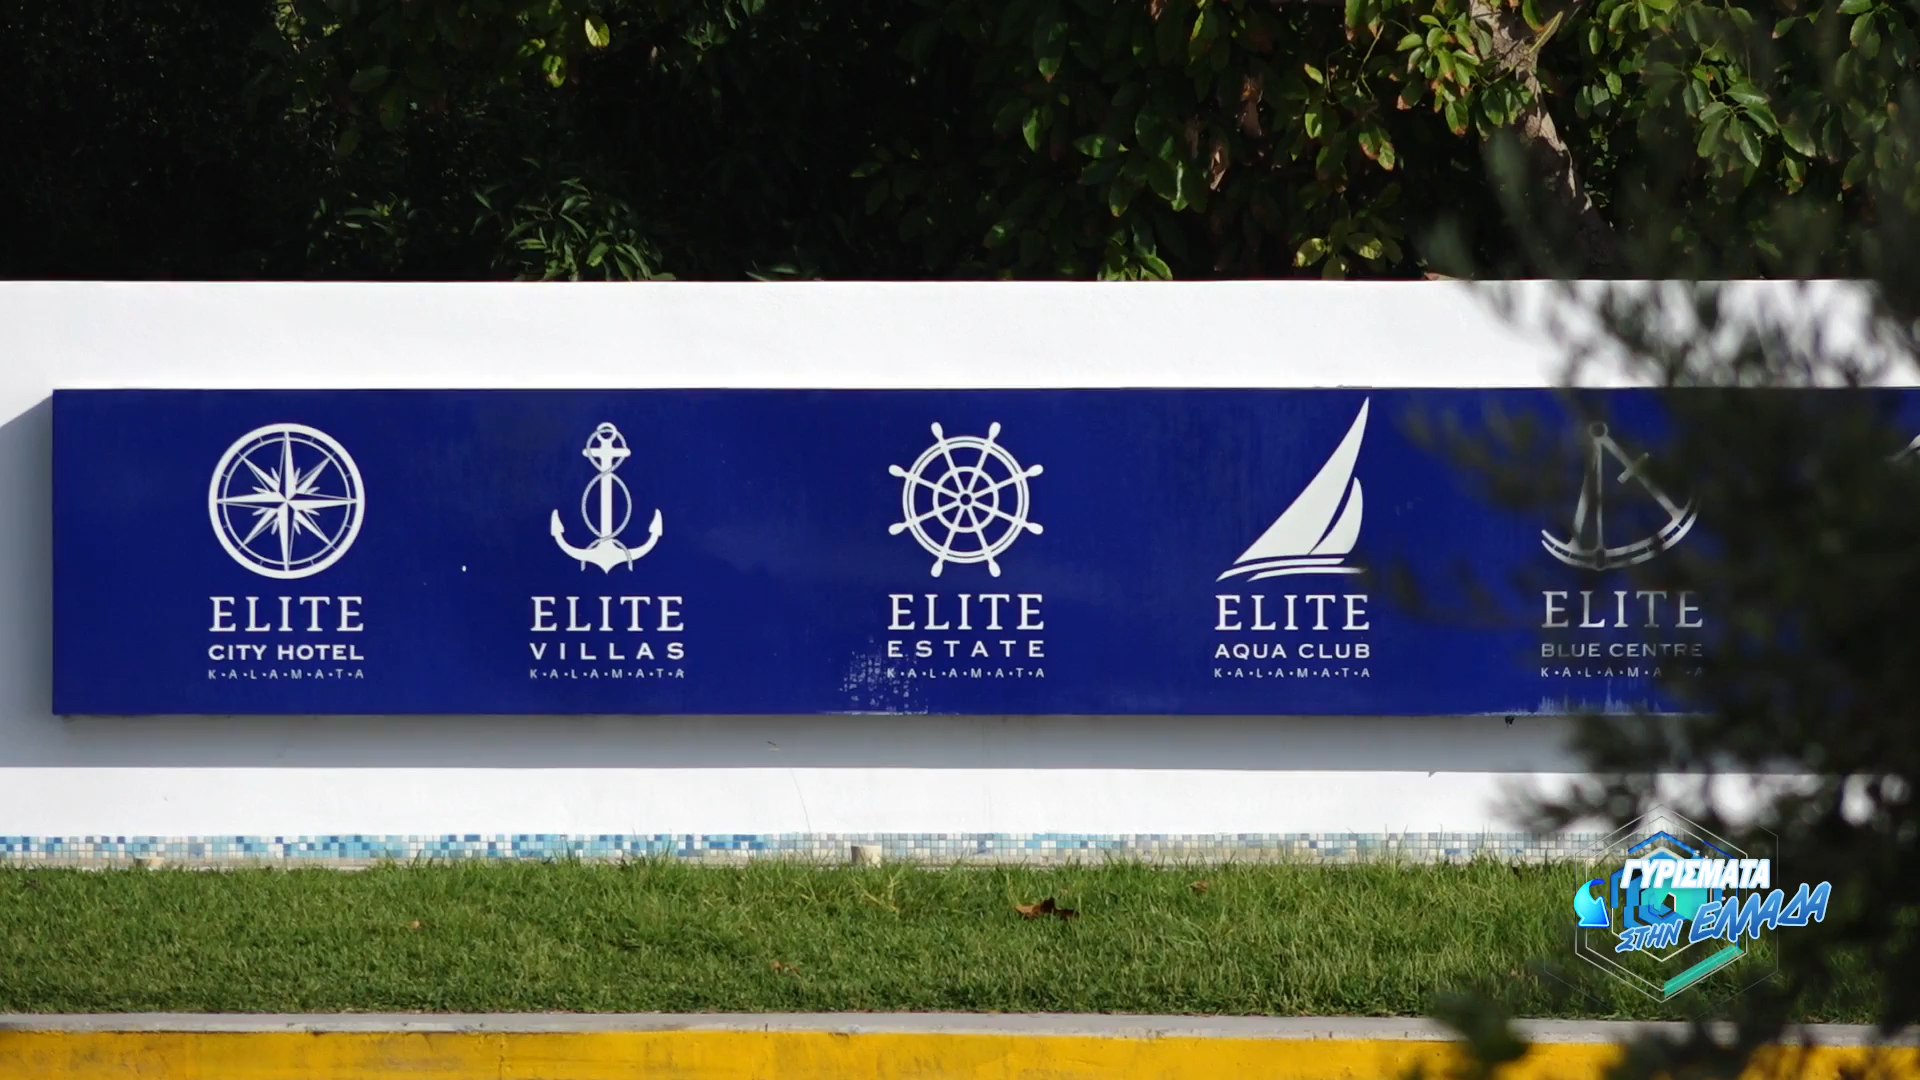 ELITE
CITY HOTEL
K•A•L•A•M•A•T•A
ELITE
VILLAS
K•A•L•A•M•A•T•A
ELITE
ESTATE
K•A•L•A•M•A•T•A
ELITE
AQUA CLUB
K•A•L•A•M•A•T•A
ELITE
BLUE CENTRE
K•A•L•A•M•A•T•A
ΓΥΡΙΣΜΑΤΑ
ΣΤΗΝ ΕΛΛΑΔΑ